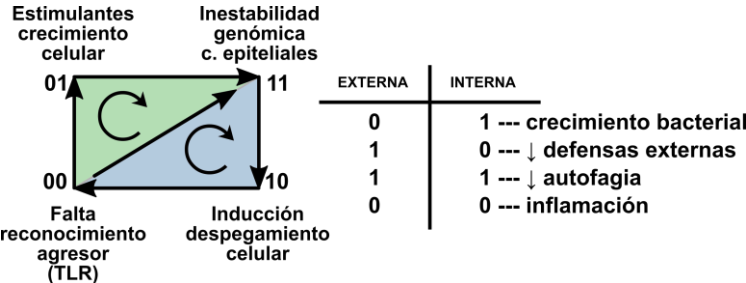 Estimulantes
crecimiento
celular
Inestabilidad
genómica
c. epiteliales
01
11
00
10
Falta
reconocimiento
agresor
(TLR)
Inducción
despegamiento
celular
EXTERNA INTERNA
0 1 --- crecimiento bacterial
1 0 --- ↓ defensas externas
1 1 --- ↓ autofagia
0 0 --- inflamación